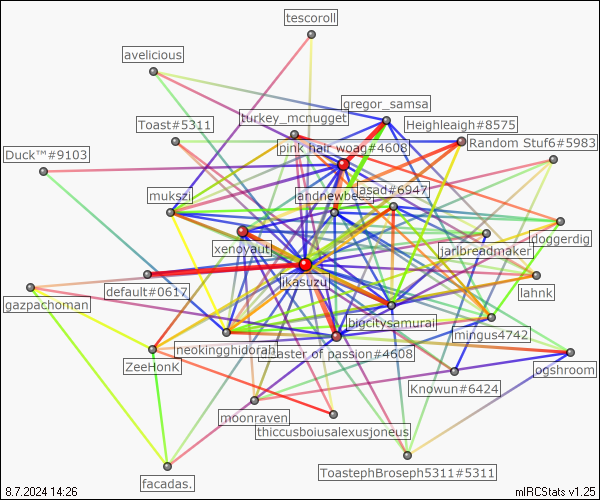 tescoroll
avelicious
gregor_samsa
turkey_mcnugget
Toast#5311
Heighleaigh#8575
Random Stuf6#5983
pink hair woag#4608
Duck™#9103
asad#6947
mukszi
doggerdig
xenoyaut
jarlbreadmaker
jkasuzu
lahnk
default#0617
gazpachoman
bigcitysamurai
mingus4742
neokingghidorah
master of passion#4608
ZeeHonK
ogshroom
Knowun#6424
moonraven
thiccusboiusalexusjoneus
ToastephBroseph5311#5311
facadas.
8.7.2024 14:26
mIRCStats v1.25